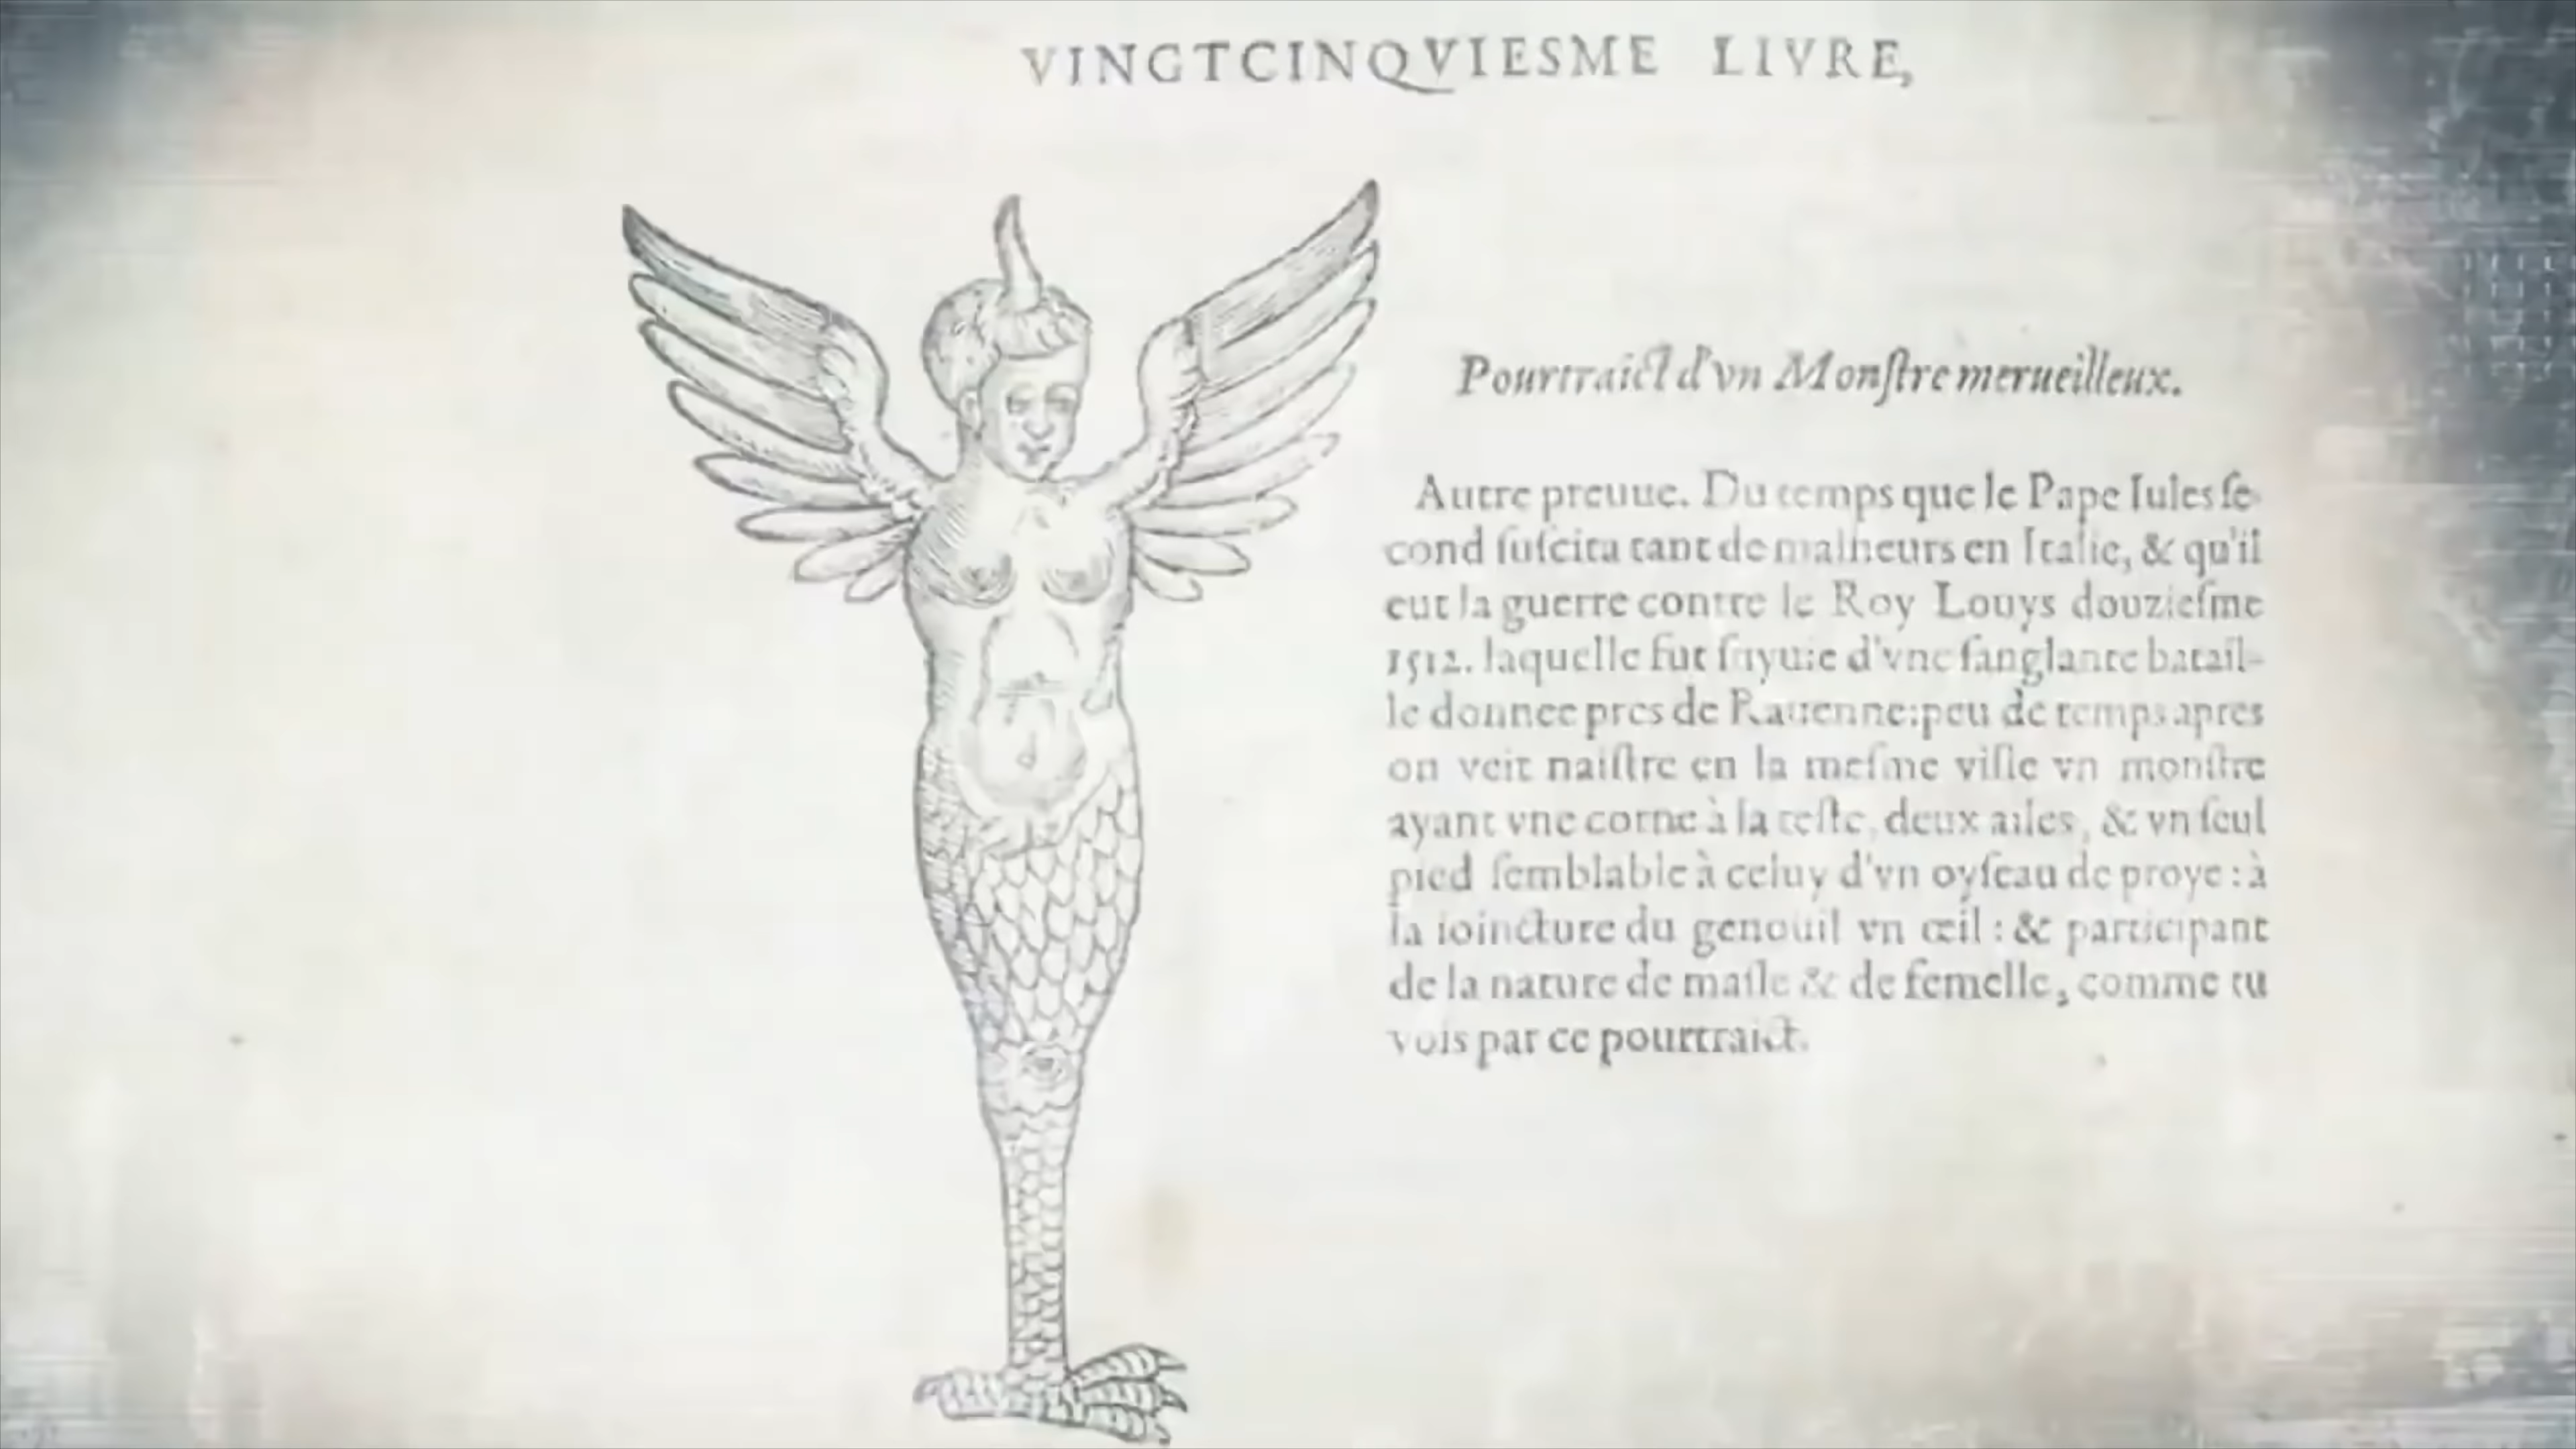 VINGTCINQVIESME LIVRE,
Pourtraict d'vn Monſtre merueilleux.
Autre preuue. Du temps que le Pape Iules ſe-
cond ſuſcita tant de malheurs en Italie, & qu'il
eut la guerre contre le Roy Louys douzieſme
1512. laquelle fut ſuyuie d'vne ſanglante batail-
le donnee pres de Rauenne: peu de temps apres
on veit naiſtre en la meſme ville vn monſtre
ayant vne corne à la teſte, deux ailes, & vn ſeul
pied ſemblable à celuy d'vn oyſeau de proye: à
la ioincture du genouil vn œil: & participant
de la nature de maſle & de femelle, comme tu
vois par ce pourtraict.